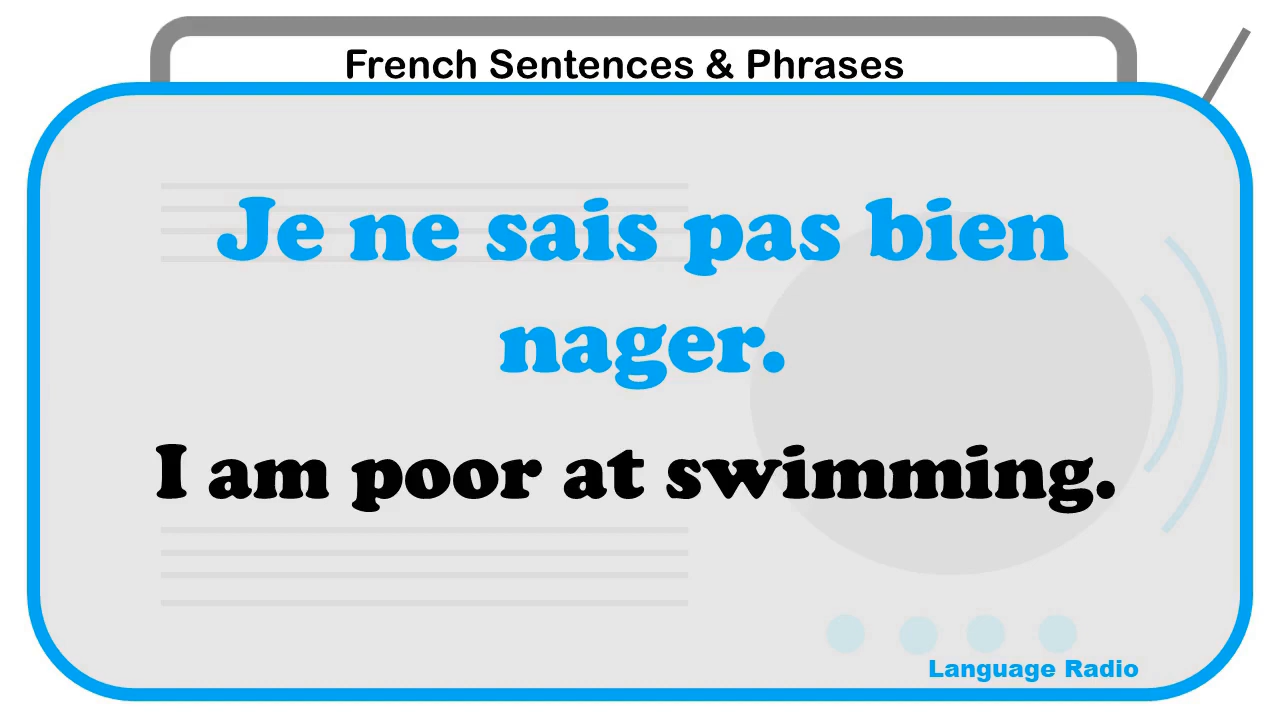 French Sentences & Phrases
Je ne sais pas bien
nager.
I am poor at swimming.
Language Radio